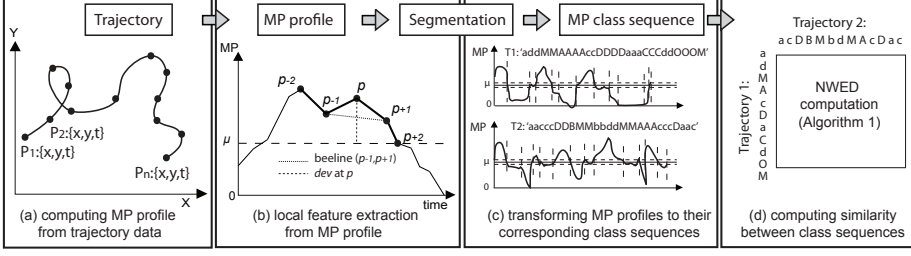 Trajectory
MP profile
Segmentation
MP class sequence
Y
P2:{x,y,t}
P1:{x,y,t}
Pn:{x,y,t}
X
(a) computing MP profile
from trajectory data
MP
p-2
p
p-1
p+1
p+2
μ
beeline (p-1,p+1)
dev at p
0
time
(b) local feature extraction
from MP profile
MP
T1:‘addMMAAAAccDDDDaaaCCCddOOOM’
μ
0
MP
T2:‘aacccDDBMMbbddMMAAAcccDaac’
μ
0
(c) transforming MP profiles to their
corresponding class sequences
Trajectory 2:
a c D B M b d M A c D a c
Trajectory 1:
a
d
M
A
c
D
a
C
d
O
M
NWED
computation
(Algorithm 1)
(d) computing similarity
between class sequences